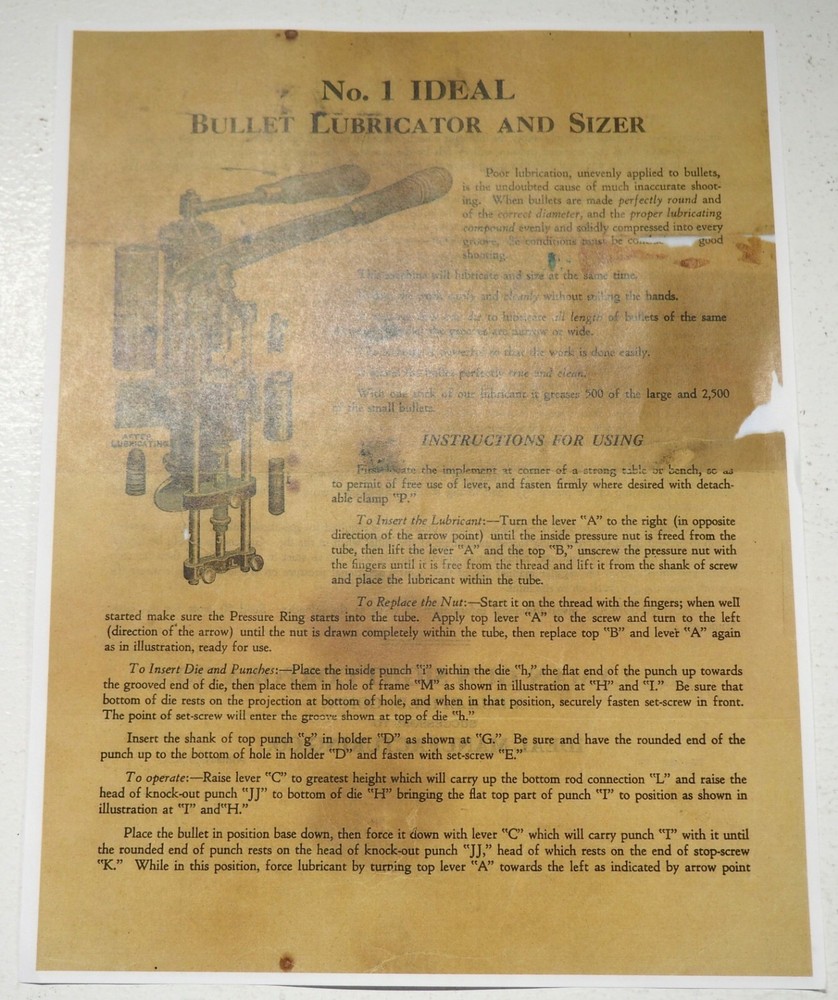 No. 1 IDEAL
BULLET LUBRICATOR AND SIZER
Poor lubrication, unevenly applied to bullets,
is the undoubted cause of much inaccurate shoot-
ing. When bullets are made perfectly round and
of the correct diameter, and the proper lubricating
compound evenly and solidly compressed into every
groove, conditions must be good
shooting.
This machine will lubricate and size at the same time.
and cleanly without soiling the hands.
to lubricate all length of bullets of the same
the grooves are narrow or wide.
so that the work is done easily.
perfectly true and clean.
With one stick of our lubricant it greases 500 of the large and 2,500
of the small bullets.
AFTER
LUBRICATING
INSTRUCTIONS FOR USING
First locate the implement at corner of a strong table or bench, so as
to permit of free use of lever, and fasten firmly where desired with detach-
able clamp "P."
To Insert the Lubricant:—Turn the lever "A" to the right (in opposite
direction of the arrow point) until the inside pressure nut is freed from the
tube, then lift the lever "A" and the top "B," unscrew the pressure nut with
the fingers until it is free from the thread and lift it from the shank of screw
and place the lubricant within the tube.
To Replace the Nut:—Start it on the thread with the fingers; when well
started make sure the Pressure Ring starts into the tube. Apply top lever "A" to the screw and turn to the left
(direction of the arrow) until the nut is drawn completely within the tube, then replace top "B" and lever "A" again
as in illustration, ready for use.
To Insert Die and Punches:—Place the inside punch "i" within the die "h," the flat end of the punch up towards
the grooved end of die, then place them in hole of frame "M" as shown in illustration at "H" and "I." Be sure that
bottom of die rests on the projection at bottom of hole, and when in that position, securely fasten set-screw in front.
The point of set-screw will enter the groove shown at top of die "h."
Insert the shank of top punch "g" in holder "D" as shown at "G." Be sure and have the rounded end of the
punch up to the bottom of hole in holder "D" and fasten with set-screw "E."
To operate:—Raise lever "C" to greatest height which will carry up the bottom rod connection "L" and raise the
head of knock-out punch "JJ" to bottom of die "H" bringing the flat top part of punch "I" to position as shown in
illustration at "I" and"H."
Place the bullet in position base down, then force it down with lever "C" which will carry punch "I" with it until
the rounded end of punch rests on the head of knock-out punch "JJ," head of which rests on the end of stop-screw
"K." While in this position, force lubricant by turning top lever "A" towards the left as indicated by arrow point